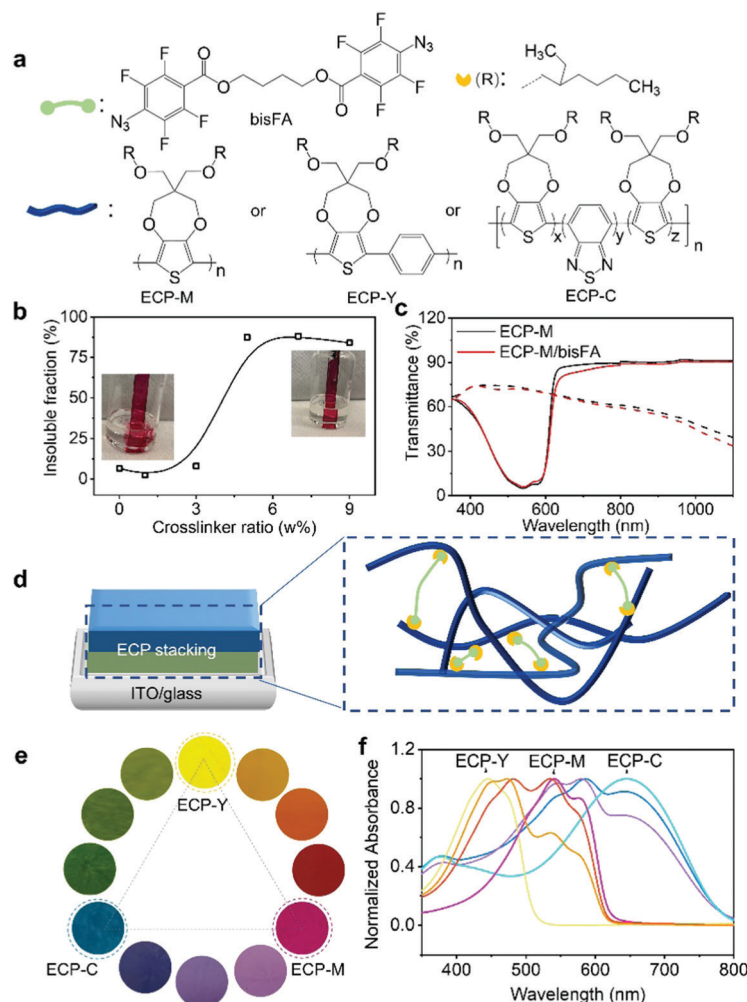 a
F F O O O F F N₃
N₃ F F O O F F
bisFA
(R): H₃C CH₃
R O O R
O O
S n
ECP-M
or
R O O R
O O
S n
ECP-Y
or
R O O R R O O R
O O O O
S x y S z n
N S N
ECP-C
b
Insoluble fraction (%)
100
75
50
25
0
0 3 6 9
Crosslinker ratio (w%)
c
ECP-M
ECP-M/bisFA
Transmittance (%)
120
90
60
30
0
400 600 800 1000
Wavelength (nm)
d
ECP stacking
ITO/glass
e
ECP-Y
ECP-C
ECP-M
f
ECP-Y ECP-M ECP-C
Normalized Absorbance
1.2
0.8
0.4
0.0
400 500 600 700 800
Wavelength (nm)